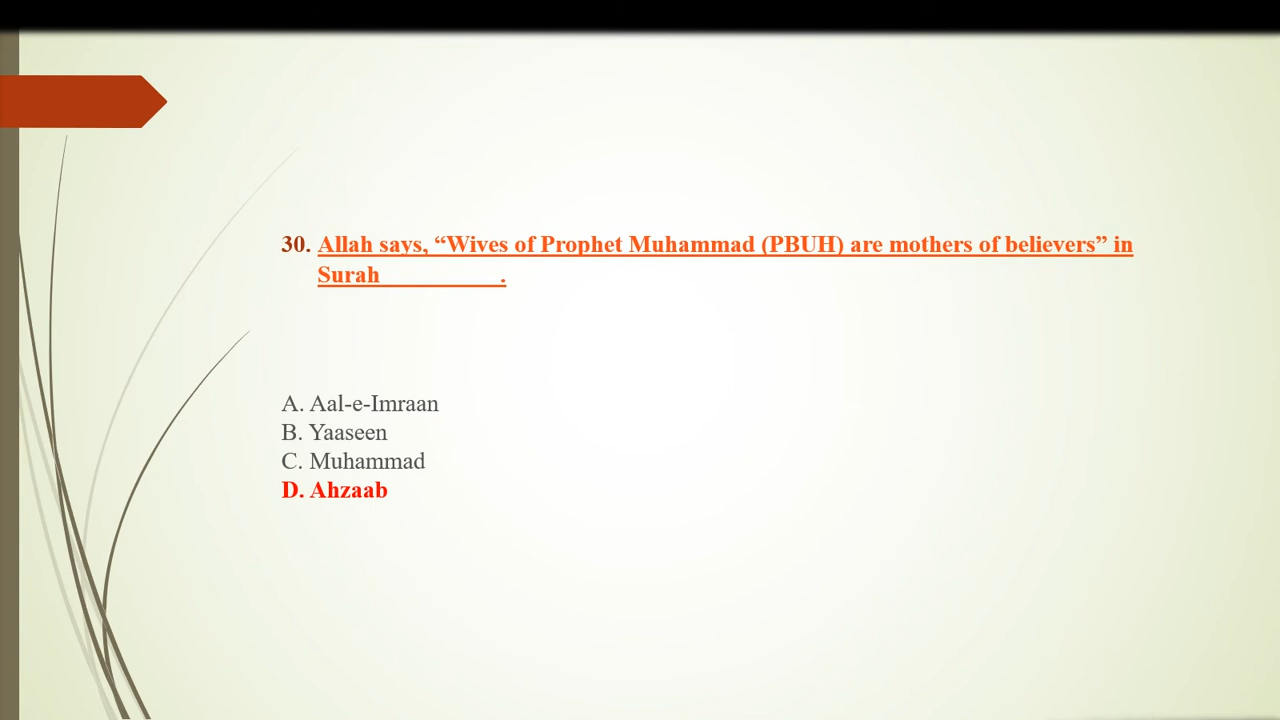 30. Allah says, “Wives of Prophet Muhammad (PBUH) are mothers of believers” in
Surah __________.
A. Aal-e-Imraan
B. Yaaseen
C. Muhammad
D. Ahzaab